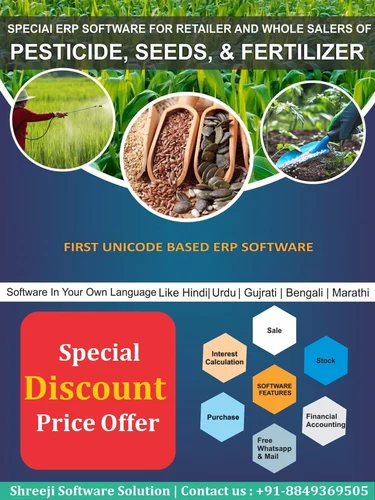 SPECIAl ERP SOFTWARE FOR RETAILER AND WHOLE SALERS OF
PESTICIDE, SEEDS, & FERTILIZER
FIRST UNICODE BASED ERP SOFTWARE
Software In Your Own Language Like Hindi| Urdu | Gujrati | Bengali | Marathi
Special
Discount
Price Offer
Sale
Interest
Calculation
Stock
SOFTWARE
FEATURES
Purchase
Financial
Accounting
Free
Whatsapp
& Mail
Shreeji Software Solution | Contact us : +91-8849369505